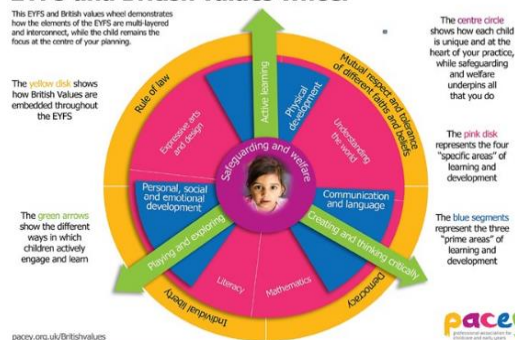 This EYFS and British values wheel demonstrates
how the elements of the EYFS are multi-layered
and interconnect, while the child remains the
focus at the centre of your planning.
The yellow disk shows
how British Values are
embedded throughout
the EYFS
The green arrows
show the different
ways in which
children actively
engage and learn
pacey.org.uk/Britishvalues
Rule of law
Mutual respect and tolerance
of different faiths and beliefs
Active learning
Physical
development
Expressive arts
and design
Understanding
the world
Safeguarding and welfare
Personal, social
and emotional
development
Communication
and language
Playing and exploring
Creating and thinking critically
Literacy
Mathematics
Individual liberty
Democracy
The centre circle
shows how each child
is unique and at the
heart of your practice,
while safeguarding
and welfare
underpins all
that you do
The pink disk
represents the four
"specific areas" of
learning and
development
The blue segments
represent the three
"prime areas" of
learning and
development
pacey
professional association for
childcare and early years